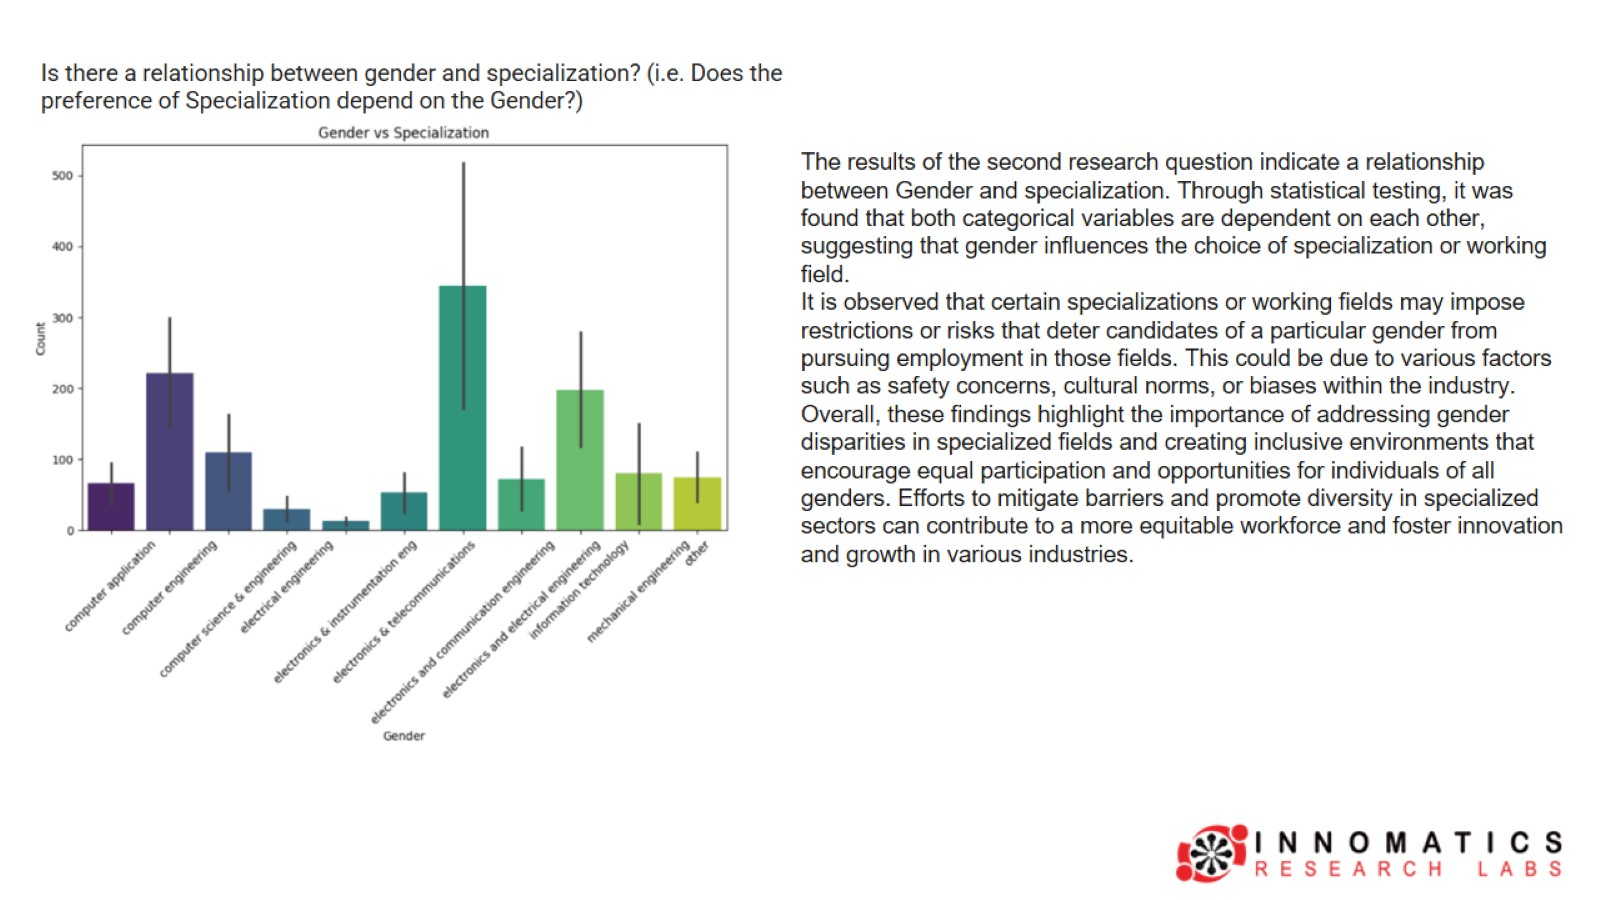 Is there a relationship between gender and specialization? (i.e. Does the
preference of Specialization depend on the Gender?)
Gender vs Specialization
500
400
300
200
100
0
Count
computer application
computer engineering
computer science & engineering
electrical engineering
electronics & instrumentation eng
electronics & telecommunications
electronics and communication engineering
electronics and electrical engineering
information technology
mechanical engineering
other
Gender
The results of the second research question indicate a relationship
between Gender and specialization. Through statistical testing, it was
found that both categorical variables are dependent on each other,
suggesting that gender influences the choice of specialization or working
field.
It is observed that certain specializations or working fields may impose
restrictions or risks that deter candidates of a particular gender from
pursuing employment in those fields. This could be due to various factors
such as safety concerns, cultural norms, or biases within the industry.
Overall, these findings highlight the importance of addressing gender
disparities in specialized fields and creating inclusive environments that
encourage equal participation and opportunities for individuals of all
genders. Efforts to mitigate barriers and promote diversity in specialized
sectors can contribute to a more equitable workforce and foster innovation
and growth in various industries.
INNOMATICS
RESEARCH LABS